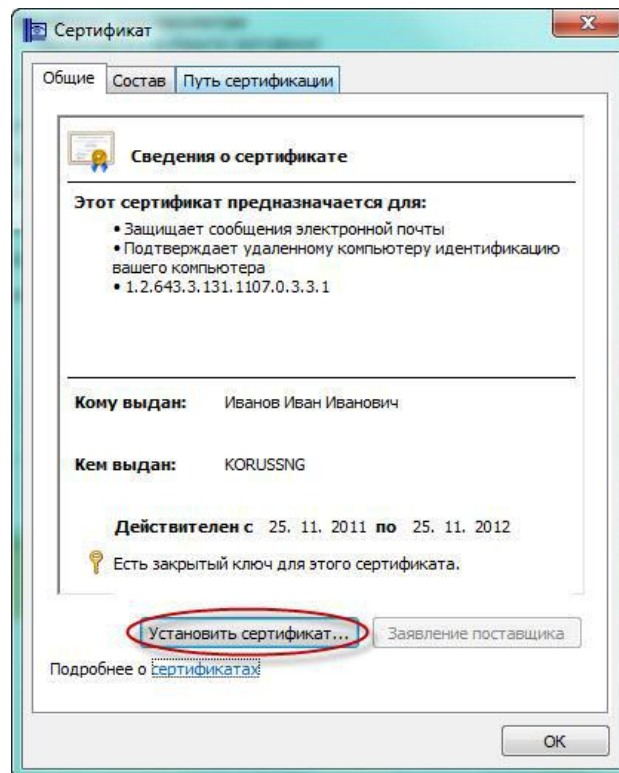 Сертификат
Общие Состав Путь сертификации
Сведения о сертификате
Этот сертификат предназначается для:
• Защищает сообщения электронной почты
• Подтверждает удаленному компьютеру идентификацию
вашего компьютера
• 1.2.643.3.131.1107.0.3.3.1
Кому выдан: Иванов Иван Иванович
Кем выдан: KORUSSNG
Действителен с 25. 11. 2011 по 25. 11. 2012
Есть закрытый ключ для этого сертификата.
Установить сертификат... Заявление поставщика
Подробнее о сертификатах
ОК